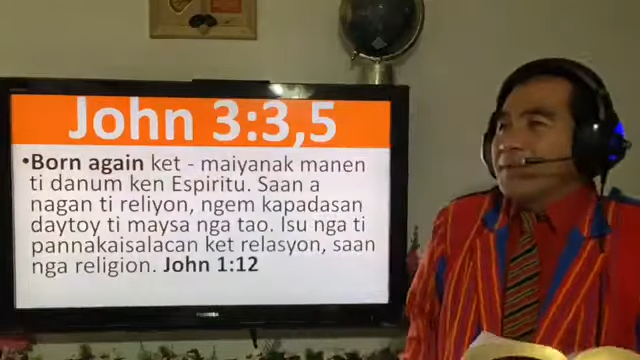 John 3:3,5
•Born again ket - maiyanak manen
ti danum ken Espiritu. Saan a
nagan ti reliyon, ngem kapadasan
daytoy ti maysa nga tao. Isu nga ti
pannakaisalacan ket relasyon, saan
nga religion. John 1:12
TOSHIBA